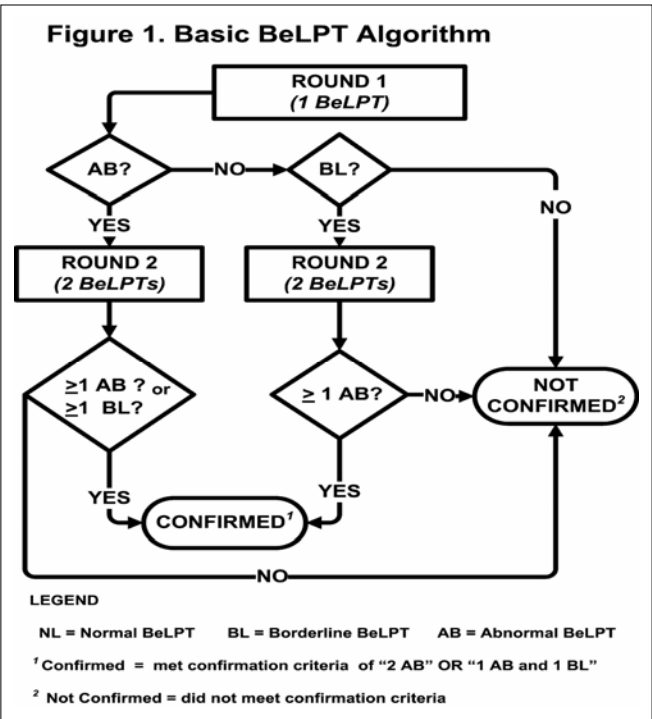 Figure 1. Basic BeLPT Algorithm
ROUND 1
(1 BeLPT)
AB?
NO
BL?
NO
YES
YES
ROUND 2
(2 BeLPTs)
ROUND 2
(2 BeLPTs)
≥1 AB ? or
≥1 BL?
≥ 1 AB?
NO
NOT
CONFIRMED²
YES
YES
CONFIRMED¹
NO
LEGEND
NL = Normal BeLPT BL = Borderline BeLPT AB = Abnormal BeLPT
¹ Confirmed = met confirmation criteria of “2 AB” OR “1 AB and 1 BL”
² Not Confirmed = did not meet confirmation criteria